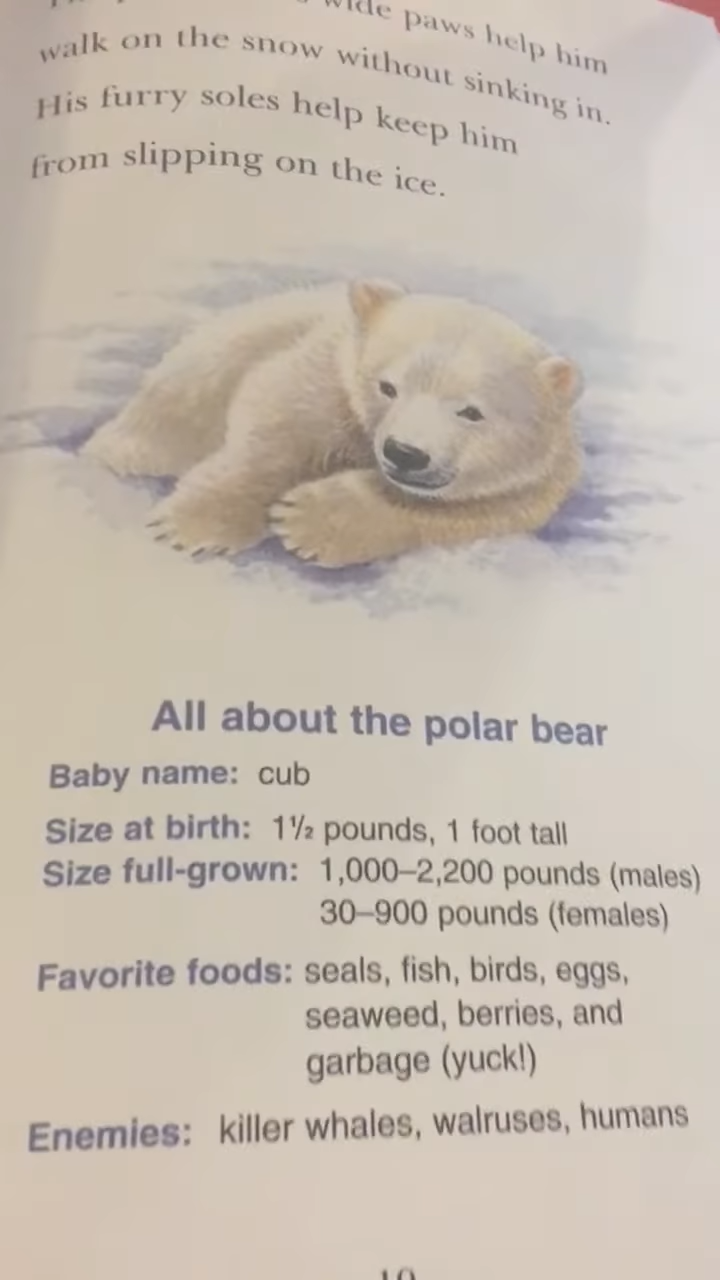 wide paws help him
walk on the snow without sinking in.
His furry soles help keep him
from slipping on the ice.
All about the polar bear
Baby name: cub
Size at birth: 1½ pounds, 1 foot tall
Size full-grown: 1,000–2,200 pounds (males)
30–900 pounds (females)
Favorite foods: seals, fish, birds, eggs,
seaweed, berries, and
garbage (yuck!)
Enemies: killer whales, walruses, humans